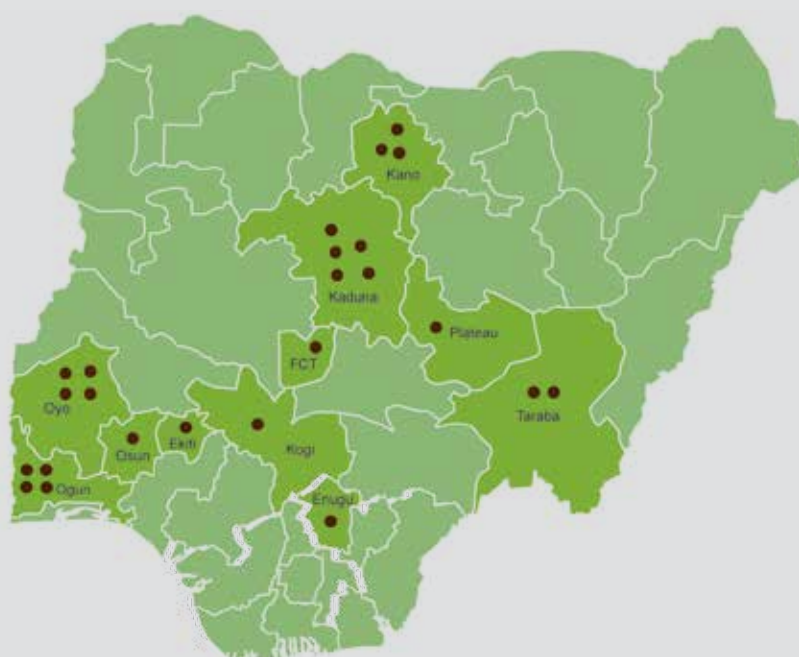 Kano
Kaduna
Plateau
FCT
Taraba
Oyo
Ekiti
Osun
Kogi
Ogun
Enugu